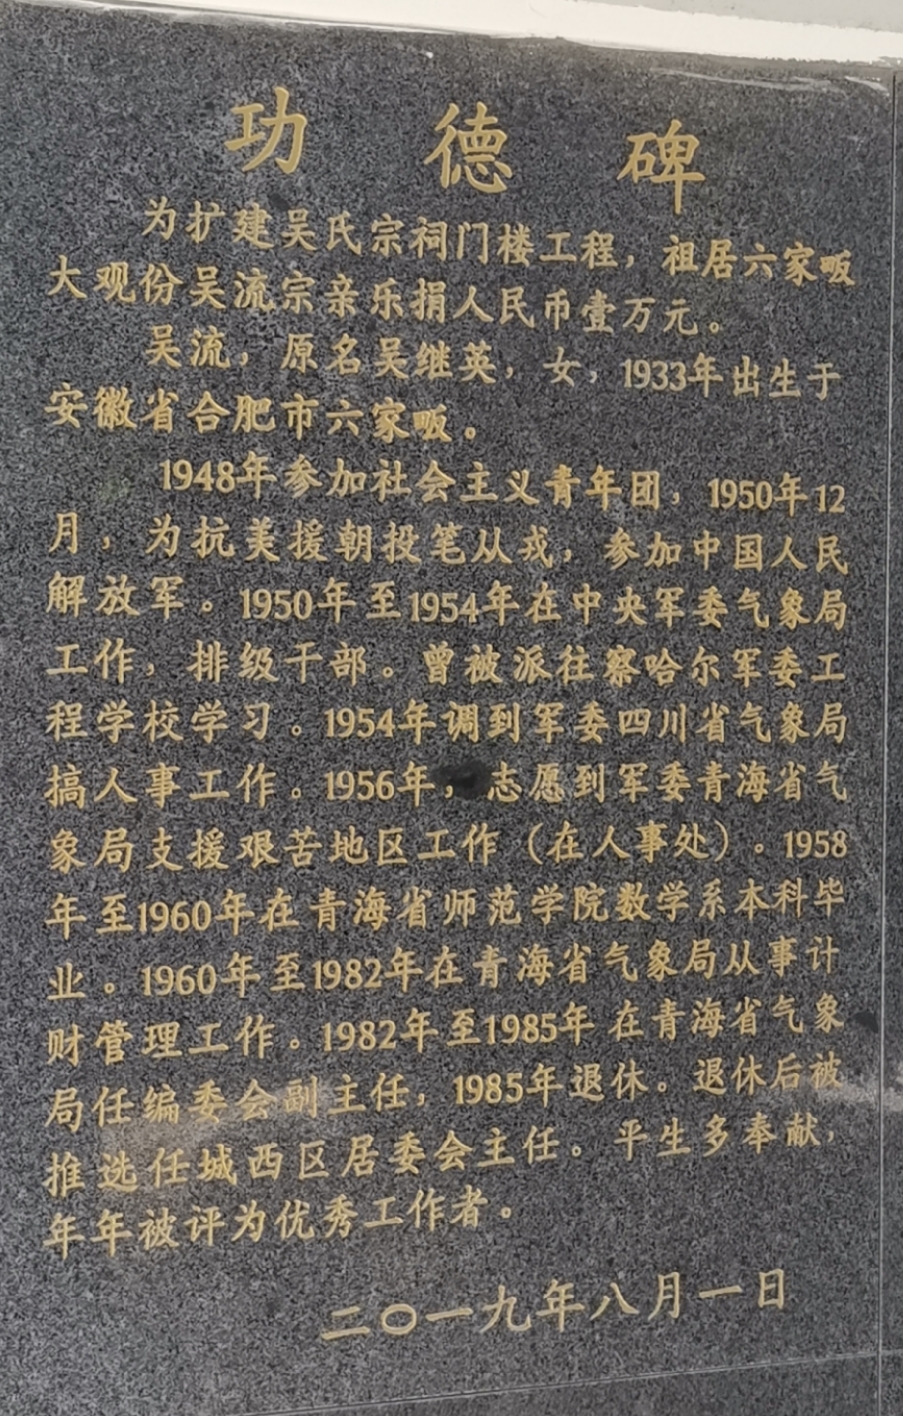 功德碑
为扩建吴氏宗祠门楼工程，祖居六家畈
大观份吴流宗亲乐捐人民币壹万元。
吴流，原名吴继英，女，1933年出生于
安徽省合肥市六家畈。
1948年参加社会主义青年团，1950年12
月，为抗美援朝投笔从戎，参加中国人民
解放军。1950年至1954年在中央军委气象局
工作，排级干部。曾被派往察哈尔军委工
程学校学习。1954年调到军委四川省气象局
搞人事工作。1956年，志愿到军委青海省气
象局支援艰苦地区工作（在人事处）。1958
年至1960年在青海省师范学院数学系本科毕
业。1960年至1982年在青海省气象局从事计
财管理工作。1982年至1985年在青海省气象
局任编委会副主任，1985年退休。退休后被
推选任城西区居委会主任。平生多奉献，
年年被评为优秀工作者。
二〇一九年八月一日